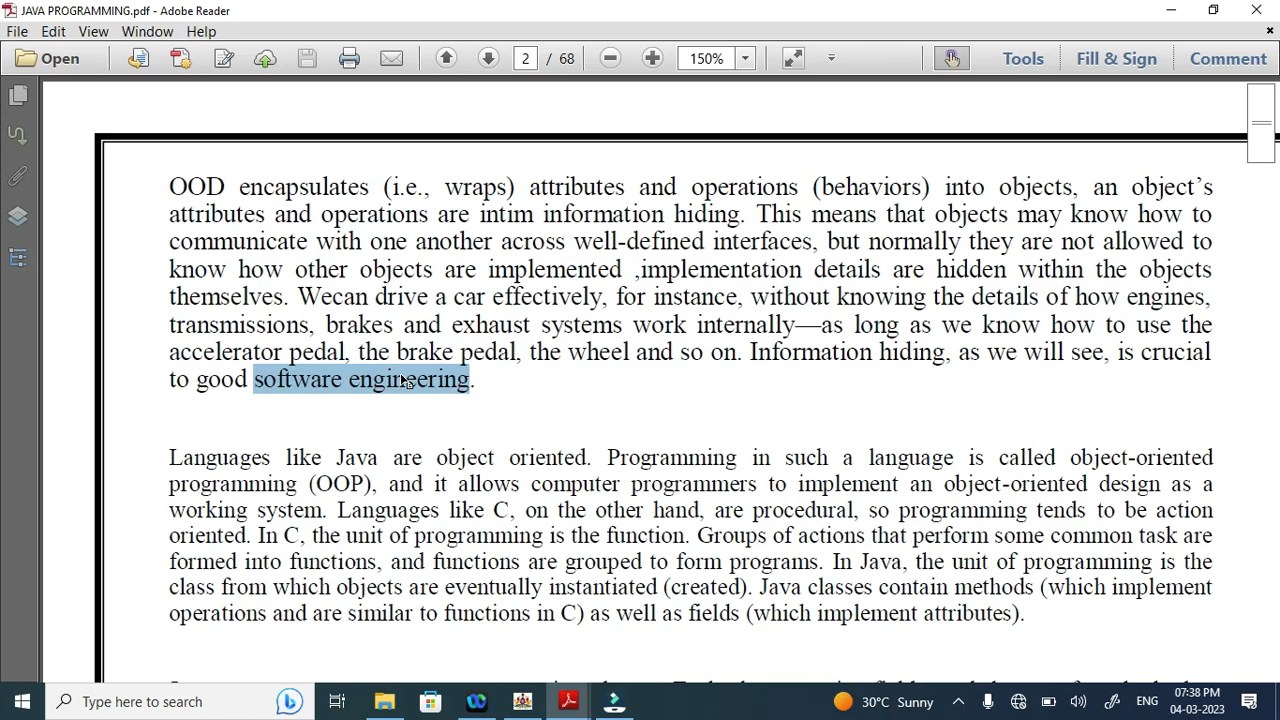 JAVA PROGRAMMING.pdf - Adobe Reader
File Edit View Window Help
Open 2 / 68 150% Tools Fill & Sign Comment
OOD encapsulates (i.e., wraps) attributes and operations (behaviors) into objects, an object’s
attributes and operations are intim information hiding. This means that objects may know how to
communicate with one another across well-defined interfaces, but normally they are not allowed to
know how other objects are implemented ,implementation details are hidden within the objects
themselves. Wecan drive a car effectively, for instance, without knowing the details of how engines,
transmissions, brakes and exhaust systems work internally—as long as we know how to use the
accelerator pedal, the brake pedal, the wheel and so on. Information hiding, as we will see, is crucial
to good software engineering.
Languages like Java are object oriented. Programming in such a language is called object-oriented
programming (OOP), and it allows computer programmers to implement an object-oriented design as a
working system. Languages like C, on the other hand, are procedural, so programming tends to be action
oriented. In C, the unit of programming is the function. Groups of actions that perform some common task are
formed into functions, and functions are grouped to form programs. In Java, the unit of programming is the
class from which objects are eventually instantiated (created). Java classes contain methods (which implement
operations and are similar to functions in C) as well as fields (which implement attributes).
Type here to search 30°C Sunny ENG 07:38 PM
04-03-2023